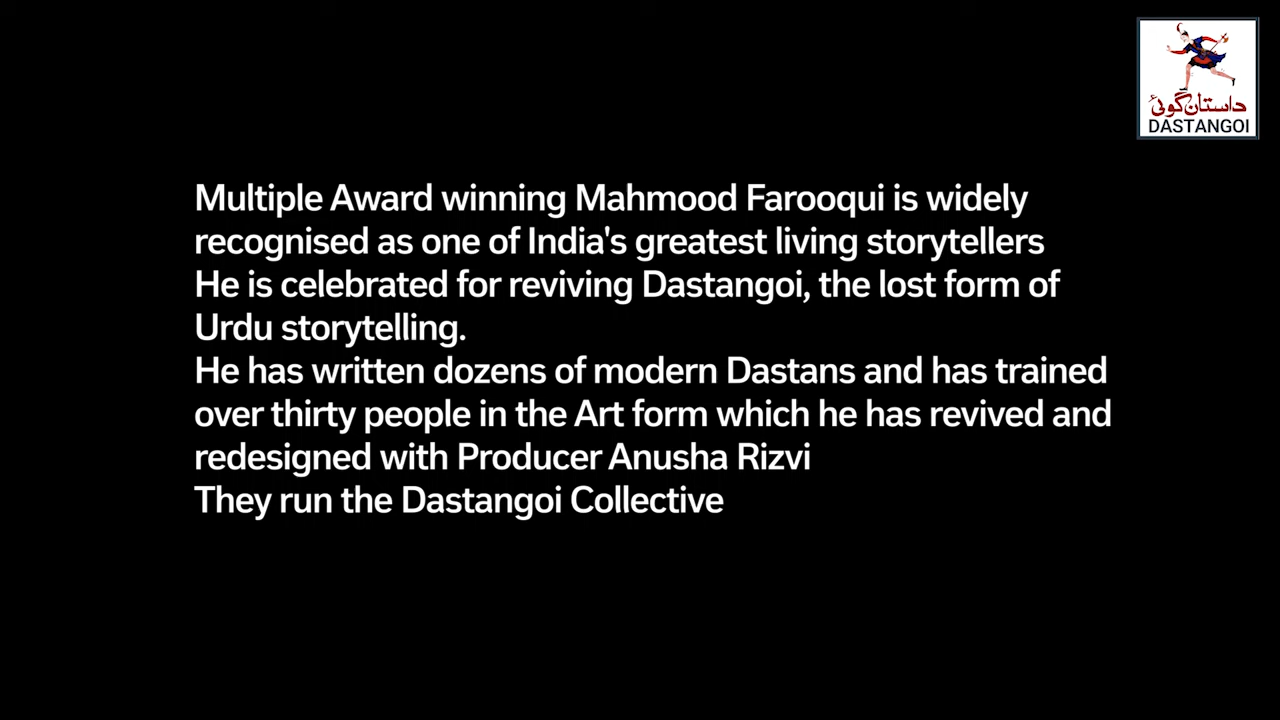 داستان گوئی
DASTANGOI
Multiple Award winning Mahmood Farooqui is widely
recognised as one of India's greatest living storytellers
He is celebrated for reviving Dastangoi, the lost form of
Urdu storytelling.
He has written dozens of modern Dastans and has trained
over thirty people in the Art form which he has revived and
redesigned with Producer Anusha Rizvi
They run the Dastangoi Collective